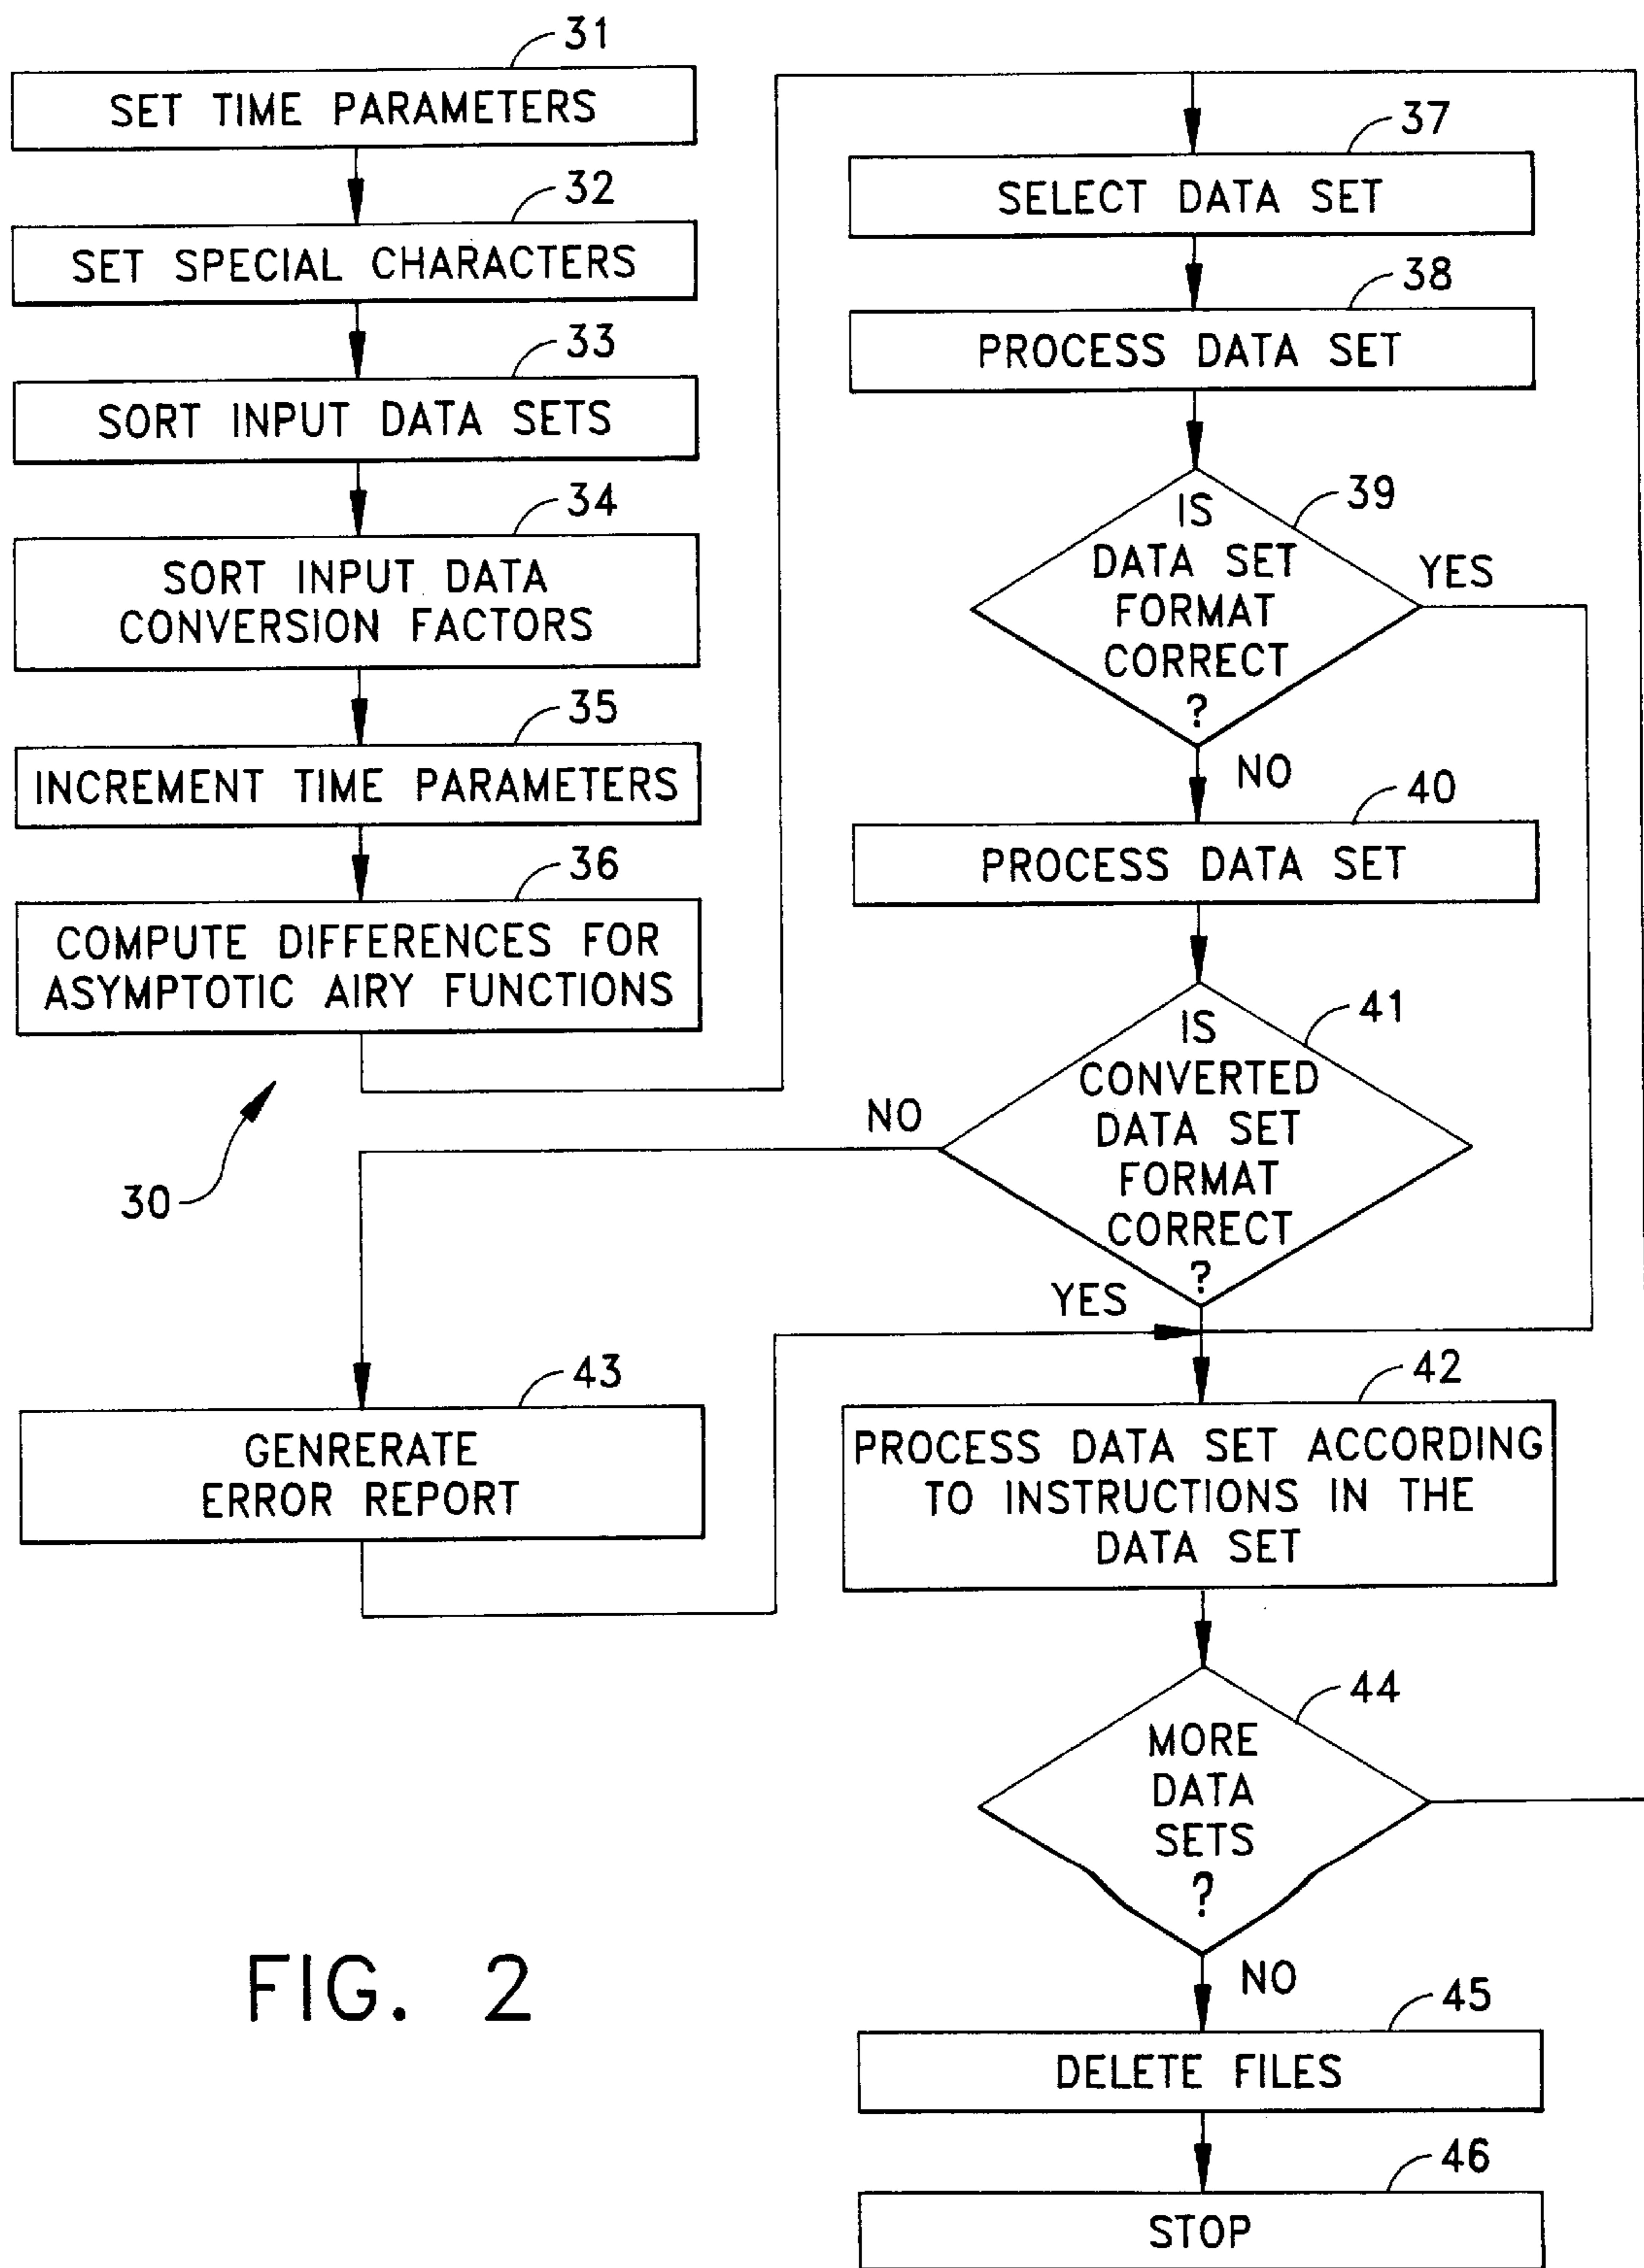 31
SET TIME PARAMETERS
32
SET SPECIAL CHARACTERS
33
SORT INPUT DATA SETS
34
SORT INPUT DATA
CONVERSION FACTORS
35
INCREMENT TIME PARAMETERS
36
COMPUTE DIFFERENCES FOR
ASYMPTOTIC AIRY FUNCTIONS
30
37
SELECT DATA SET
38
PROCESS DATA SET
39
IS
DATA SET
FORMAT
CORRECT
?
YES
NO
40
PROCESS DATA SET
41
IS
CONVERTED
DATA SET
FORMAT
CORRECT
?
NO
YES
43
GENRERATE
ERROR REPORT
42
PROCESS DATA SET ACCORDING
TO INSTRUCTIONS IN THE
DATA SET
44
MORE
DATA
SETS
?
NO
45
DELETE FILES
46
STOP
FIG. 2